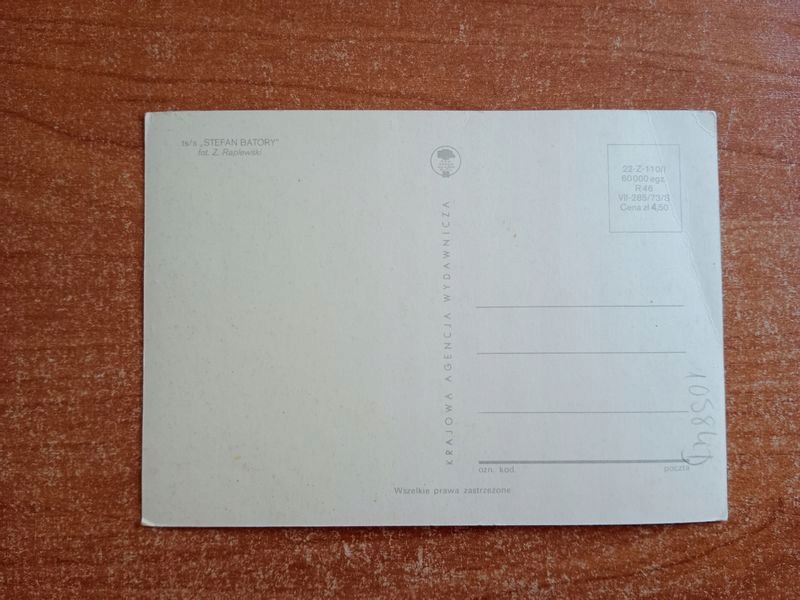 ts/s „STEFAN BATORY”
fot. Z. Raplewski
KRAJOWA AGENCJA WYDAWNICZA
22-Z-110/I
60000 egz.
R 46
VII-285/73/S
Cena zł 4,50
10584D
ozn. kod.
poczta
Wszelkie prawa zastrzeżone